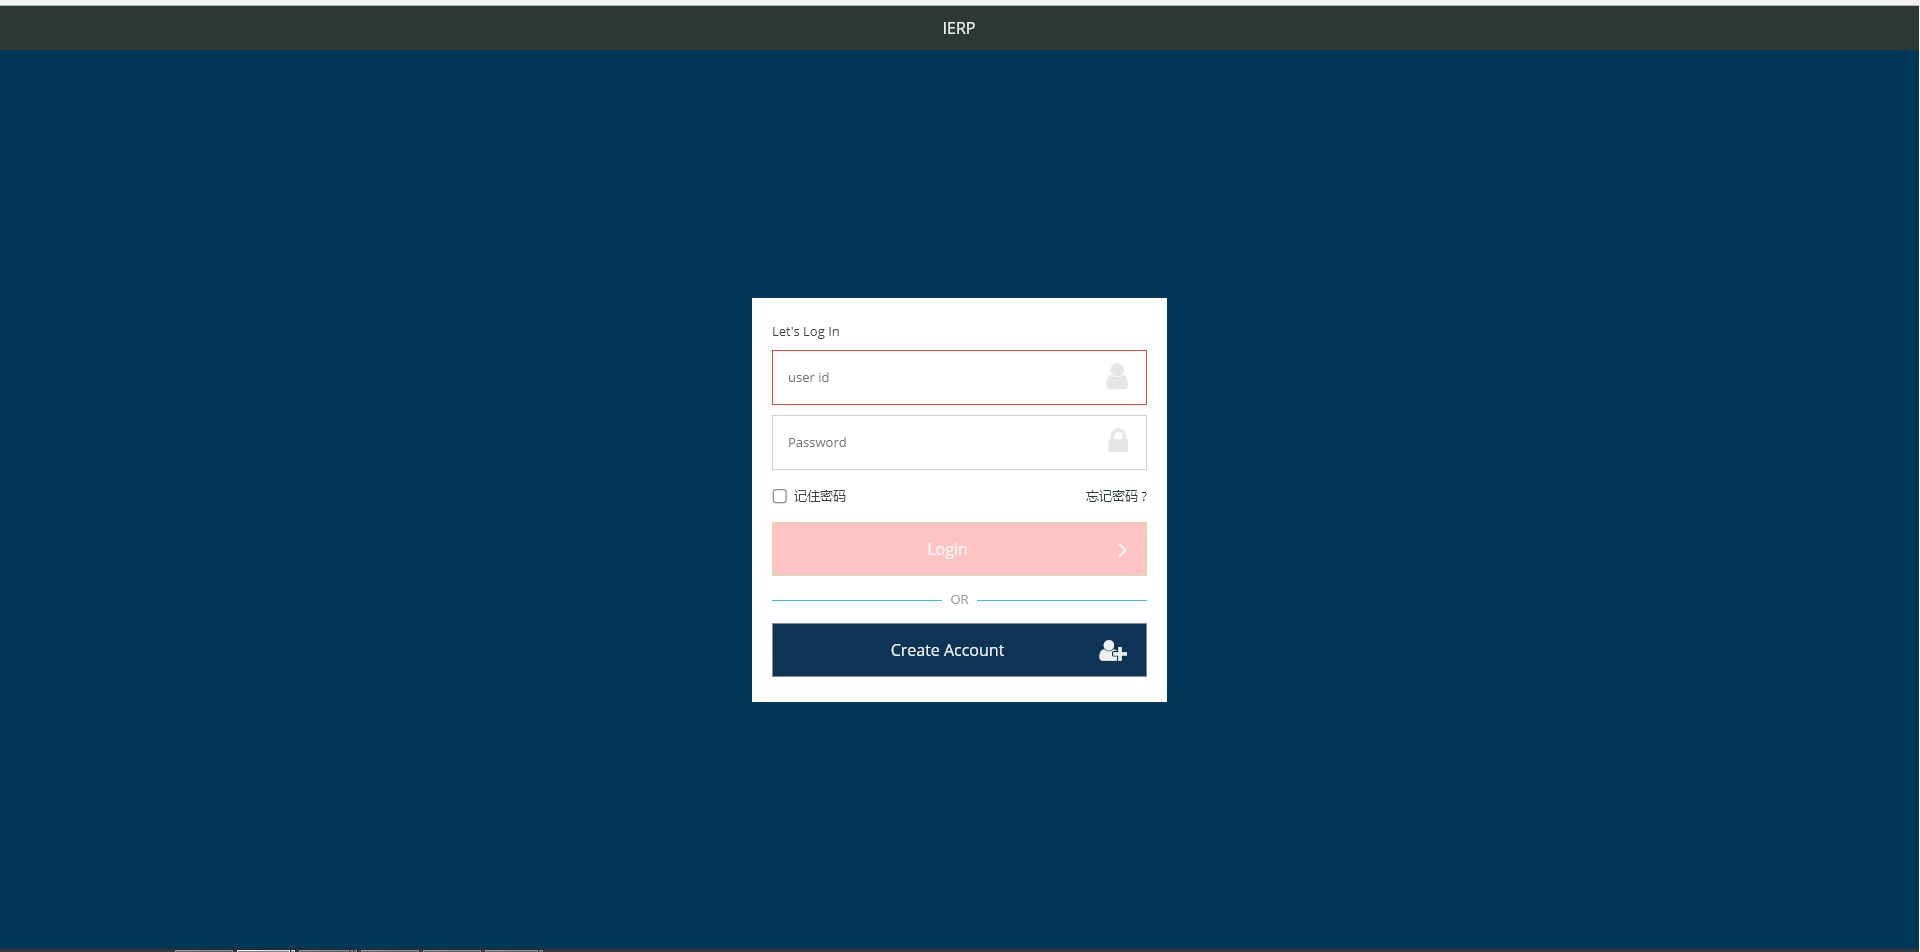 IERP
Let's Log In
user id
Password
记住密码 忘记密码 ?
Login
OR
Create Account